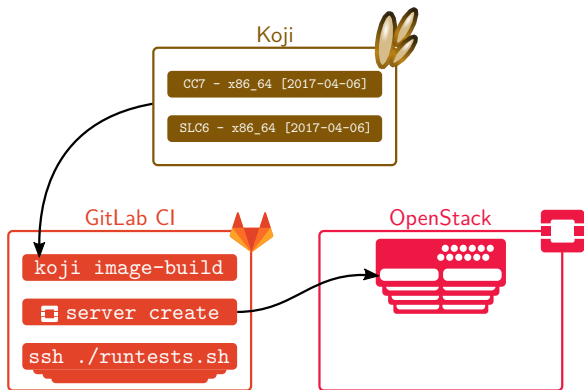 Koji
CC7 - x86_64 [2017-04-06]
SLC6 - x86_64 [2017-04-06]
GitLab CI
OpenStack
koji image-build
server create
ssh ./runtests.sh